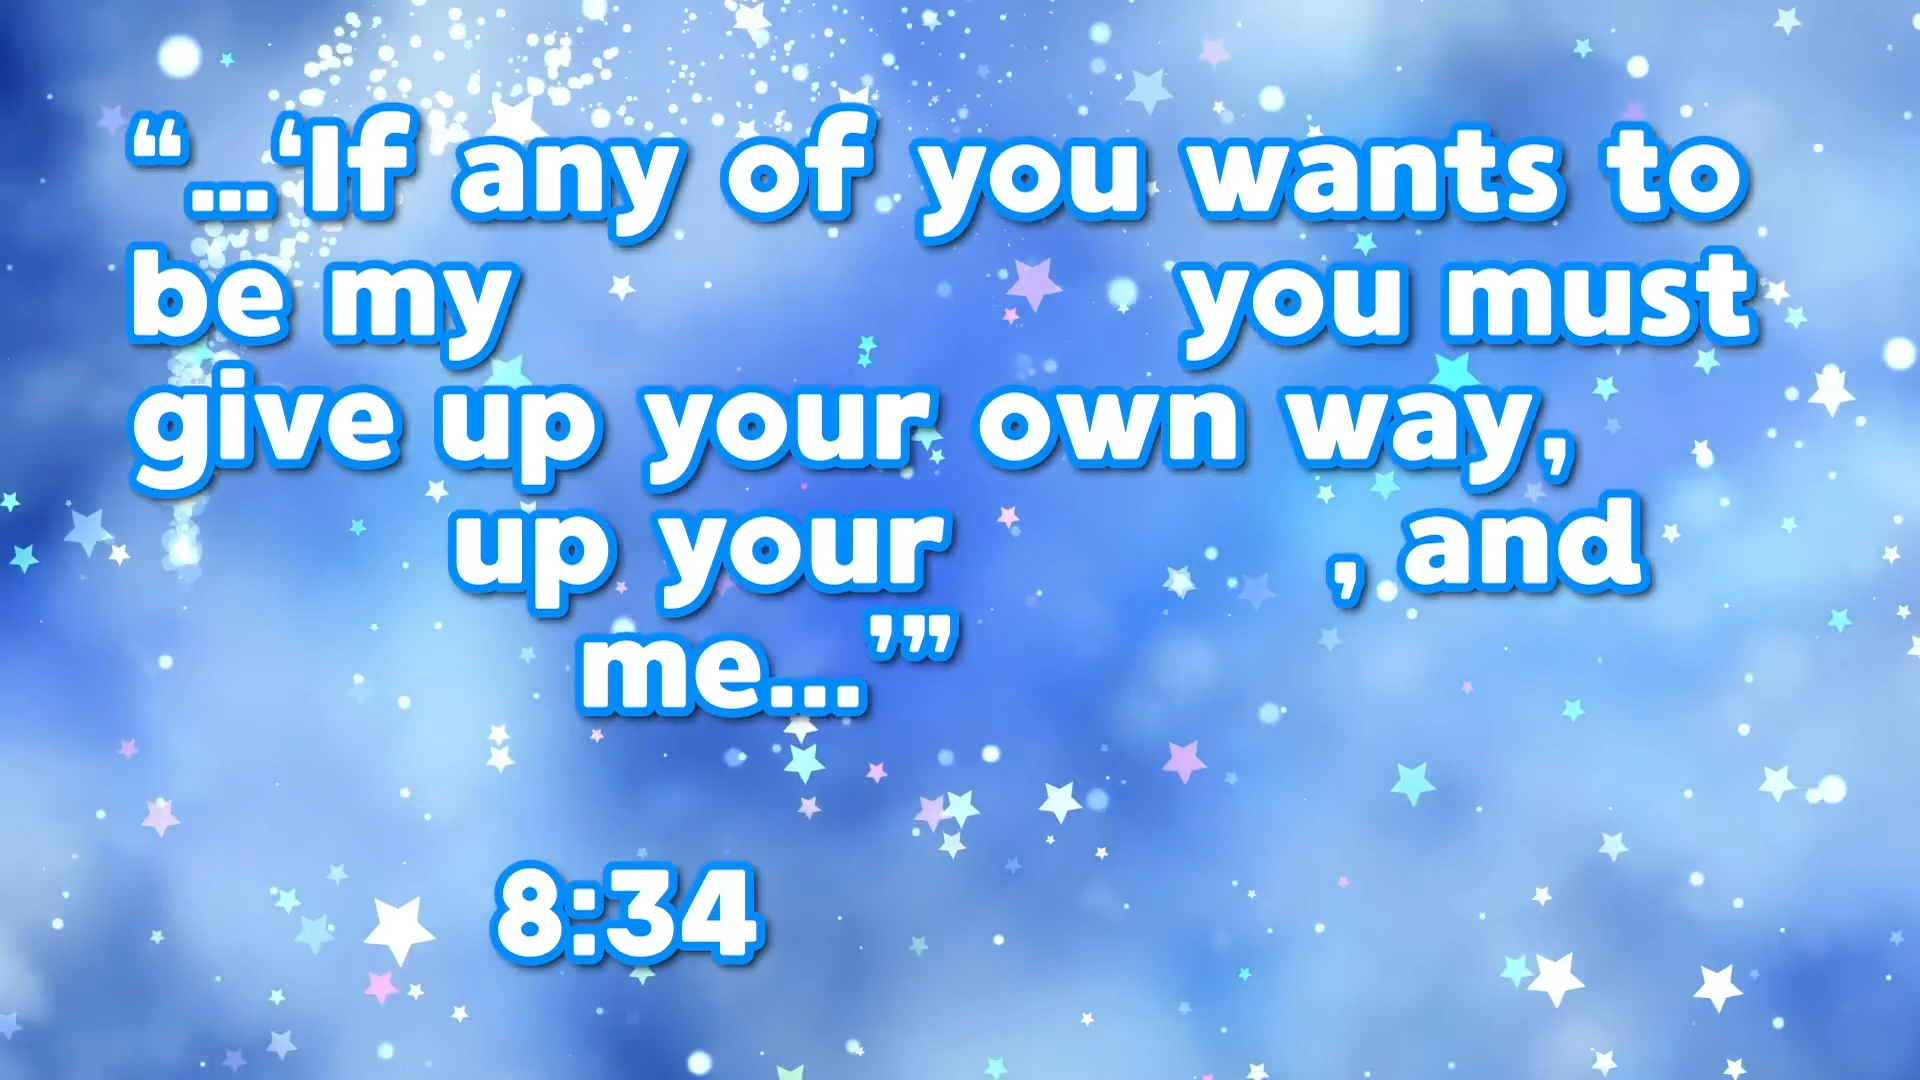 “...‘If any of you wants to
be my you must
give up your own way,
up your , and
me...’”
8:34